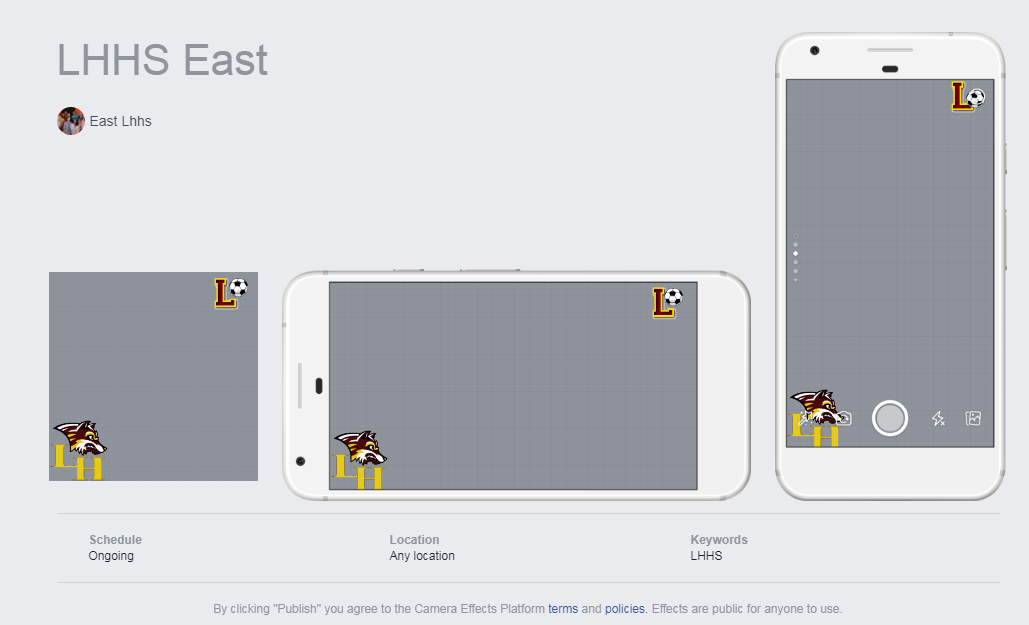 LHHS East
East Lhhs
L
L
L
LH
LH
LH
Schedule
Ongoing
Location
Any location
Keywords
LHHS
By clicking "Publish" you agree to the Camera Effects Platform terms and policies. Effects are public for anyone to use.